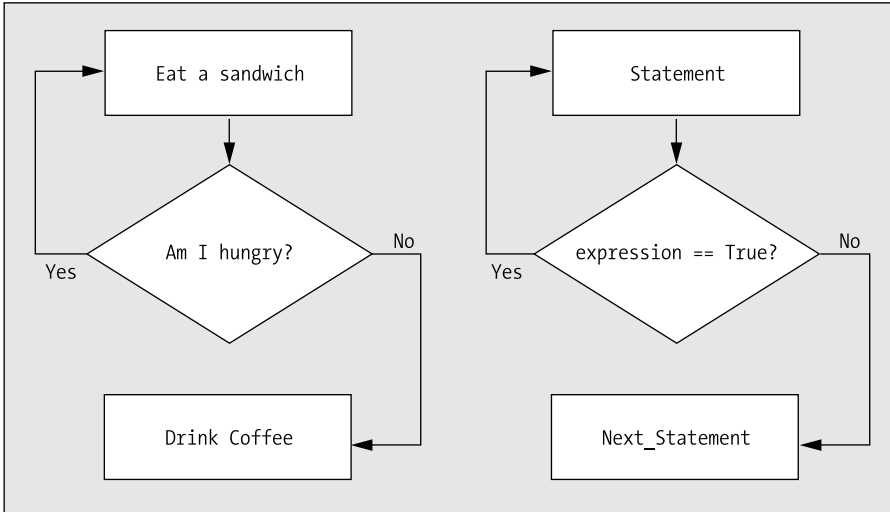 Eat a sandwich
Am I hungry?
Yes
No
Drink Coffee
Statement
expression == True?
Yes
No
Next_Statement